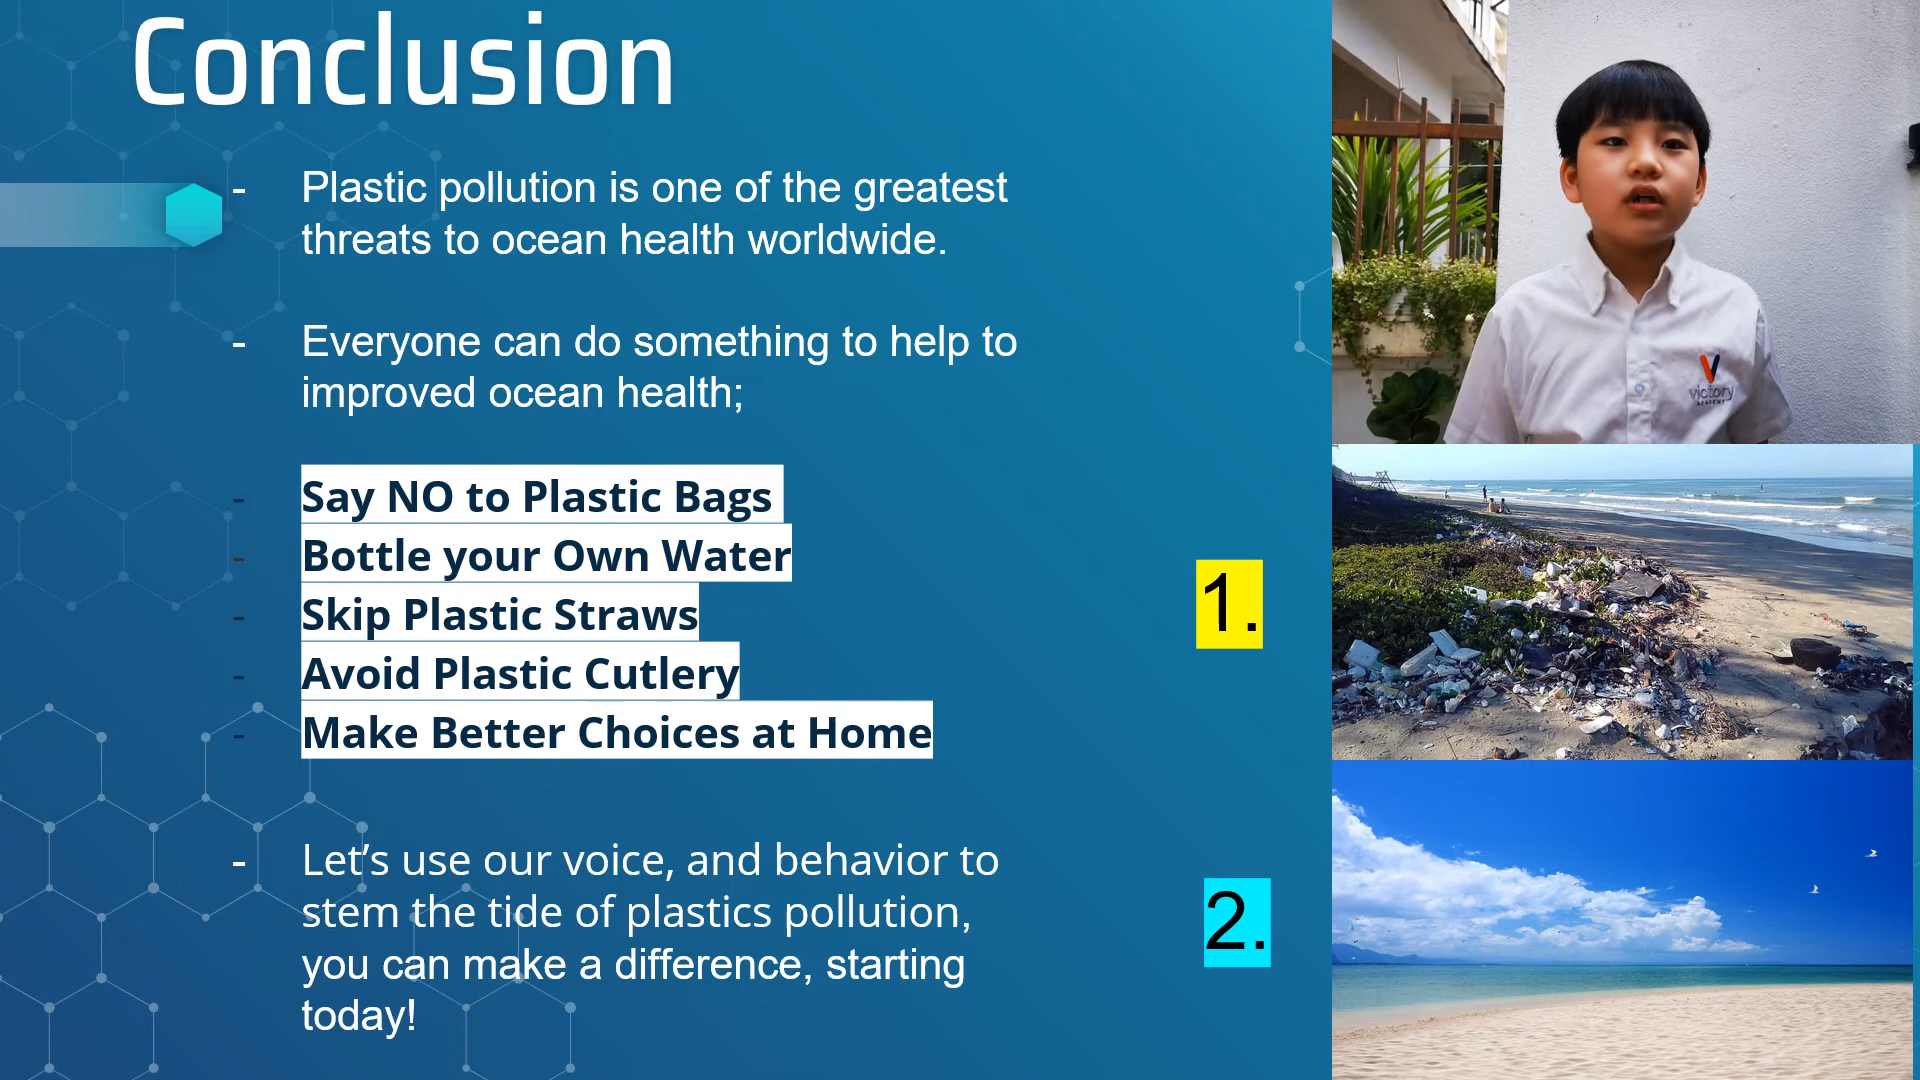 Conclusion
- Plastic pollution is one of the greatest
threats to ocean health worldwide.
- Everyone can do something to help to
improved ocean health;
- Say NO to Plastic Bags
- Bottle your Own Water
- Skip Plastic Straws
- Avoid Plastic Cutlery
- Make Better Choices at Home
- Let’s use our voice, and behavior to
stem the tide of plastics pollution,
you can make a difference, starting
today!
1.
2.
victory
ACADEMY